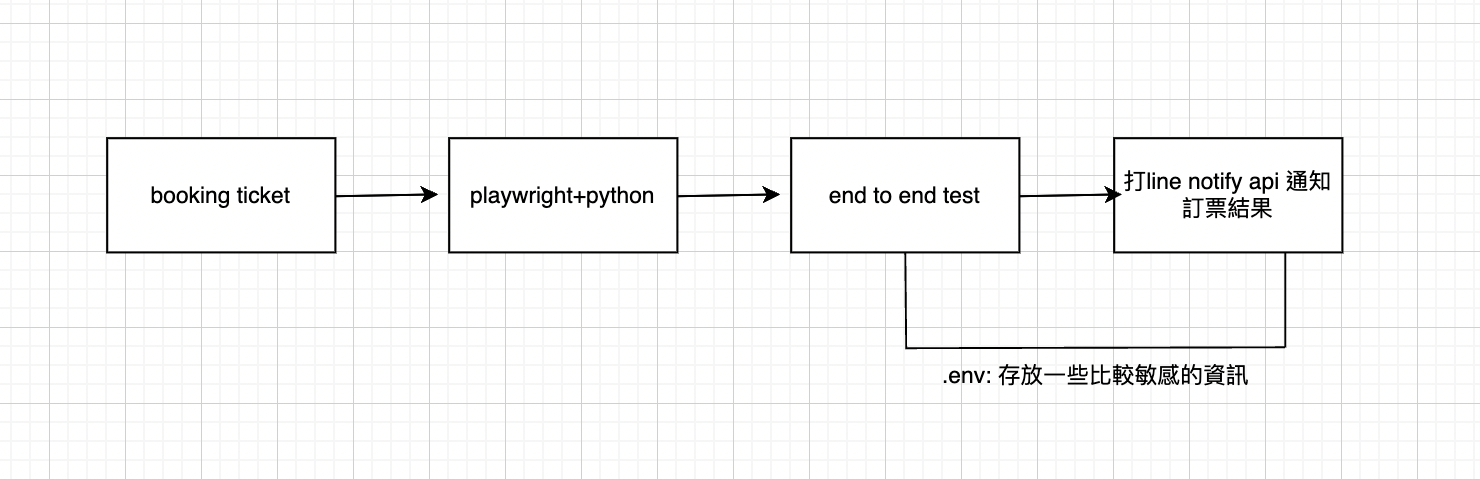 booking ticket
playwright+python
end to end test
打line notify api 通知
訂票結果
.env: 存放一些比較敏感的資訊